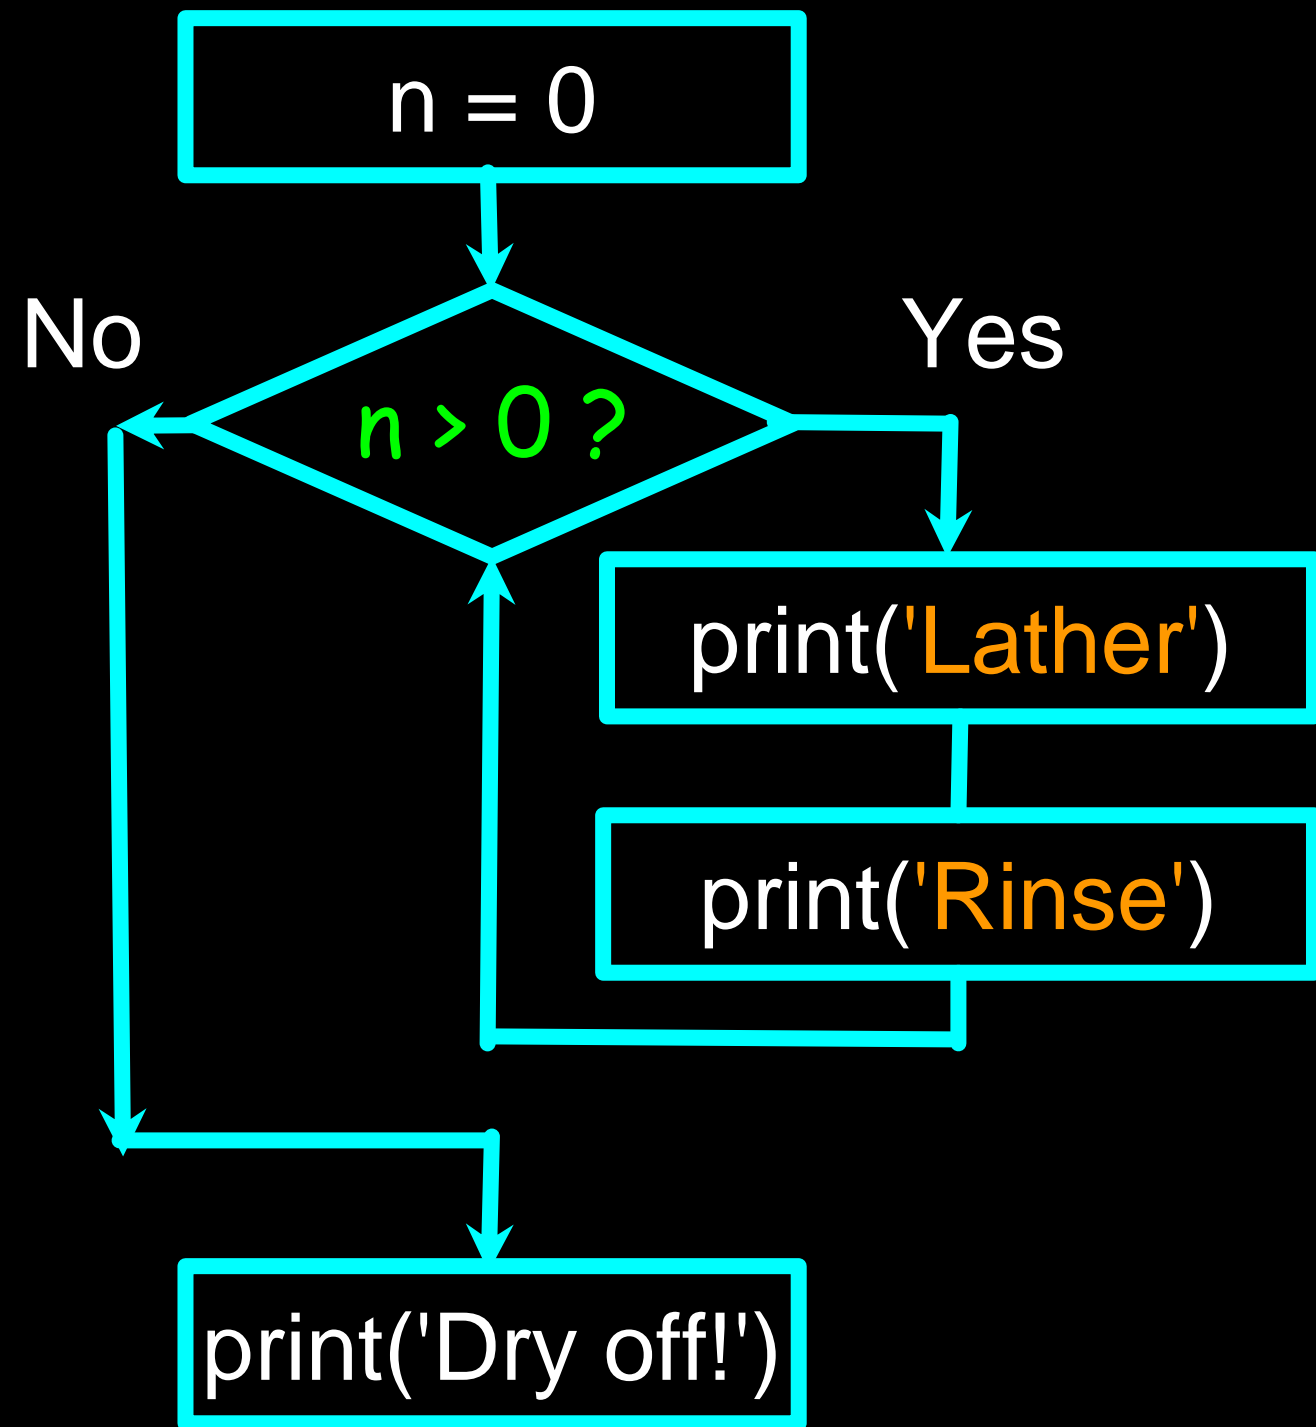 n = 0
No
Yes
n > 0 ?
print('Lather')
print('Rinse')
print('Dry off!')